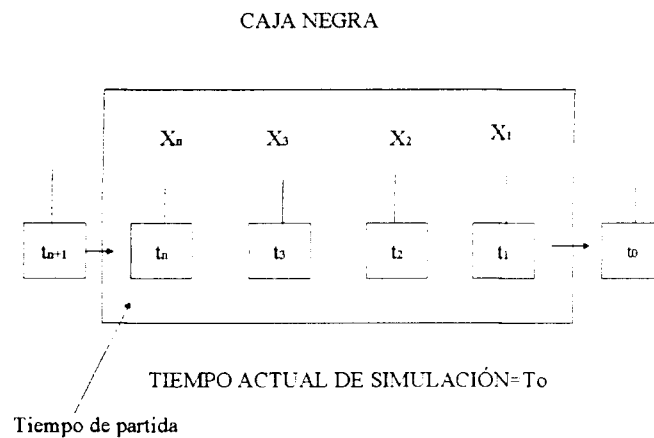 CAJA NEGRA
Xn X3 X2 X1
tn+1 tn t3 t2 t1 t0
TIEMPO ACTUAL DE SIMULACIÓN=To
Tiempo de partida